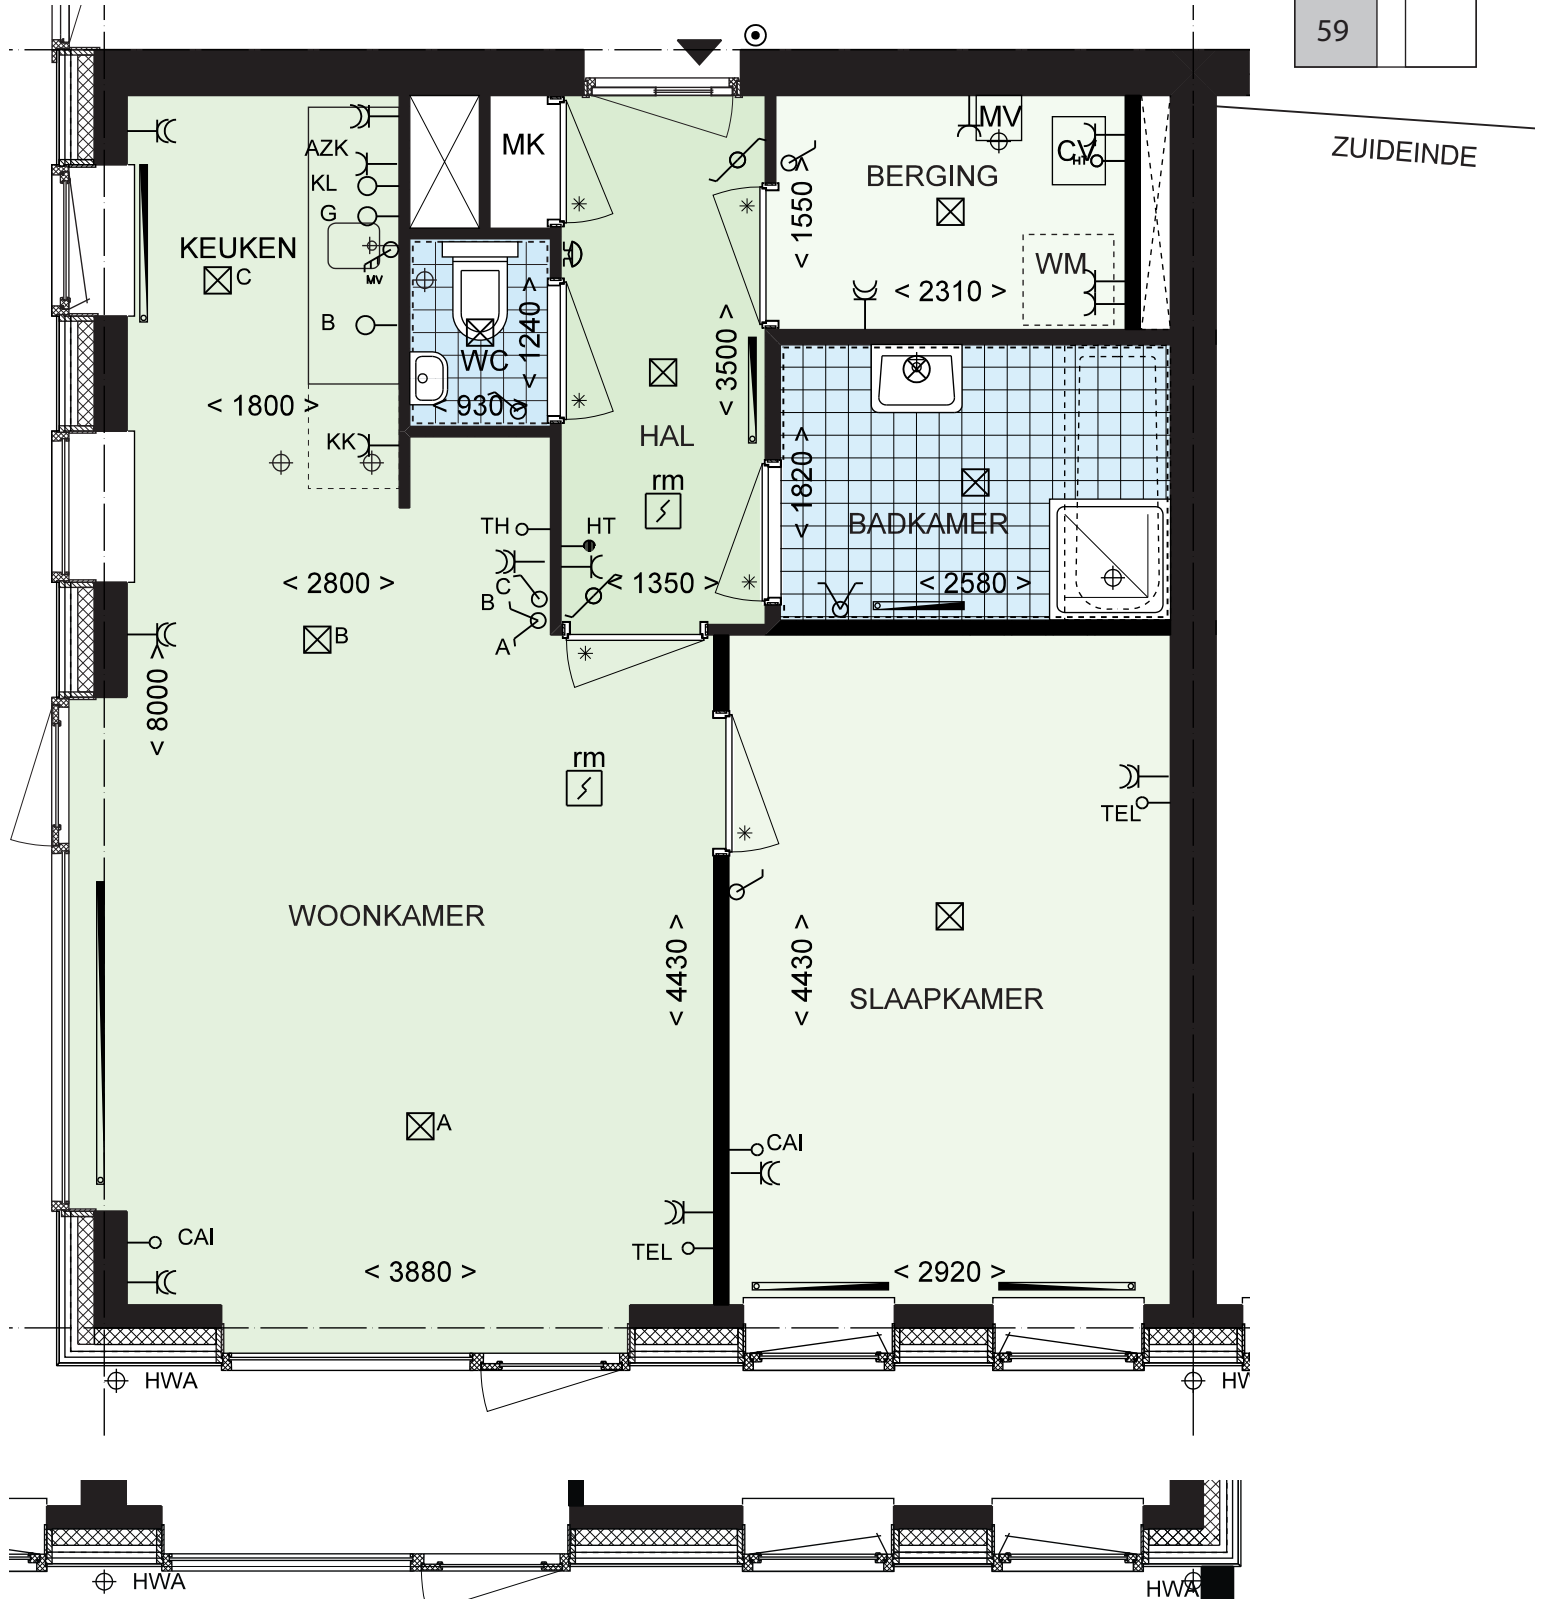 59
ZUIDEINDE
MK
MV
CV
HT
BERGING
AZK
KL
G
KEUKEN
C
MV
B
< 1550 >
WM
< 2310 >
< 1240 >
WC
< 930 >
< 3500 >
HAL
< 1800 >
KK
rm
< 1820 >
BADKAMER
TH
HT
< 2800 >
C
B
A
< 1350 >
< 2580 >
B
< 8000 >
rm
TEL
WOONKAMER
< 4430 >
< 4430 >
SLAAPKAMER
A
CAI
CAI
TEL
< 3880 >
< 2920 >
HWA
HWA
HWA